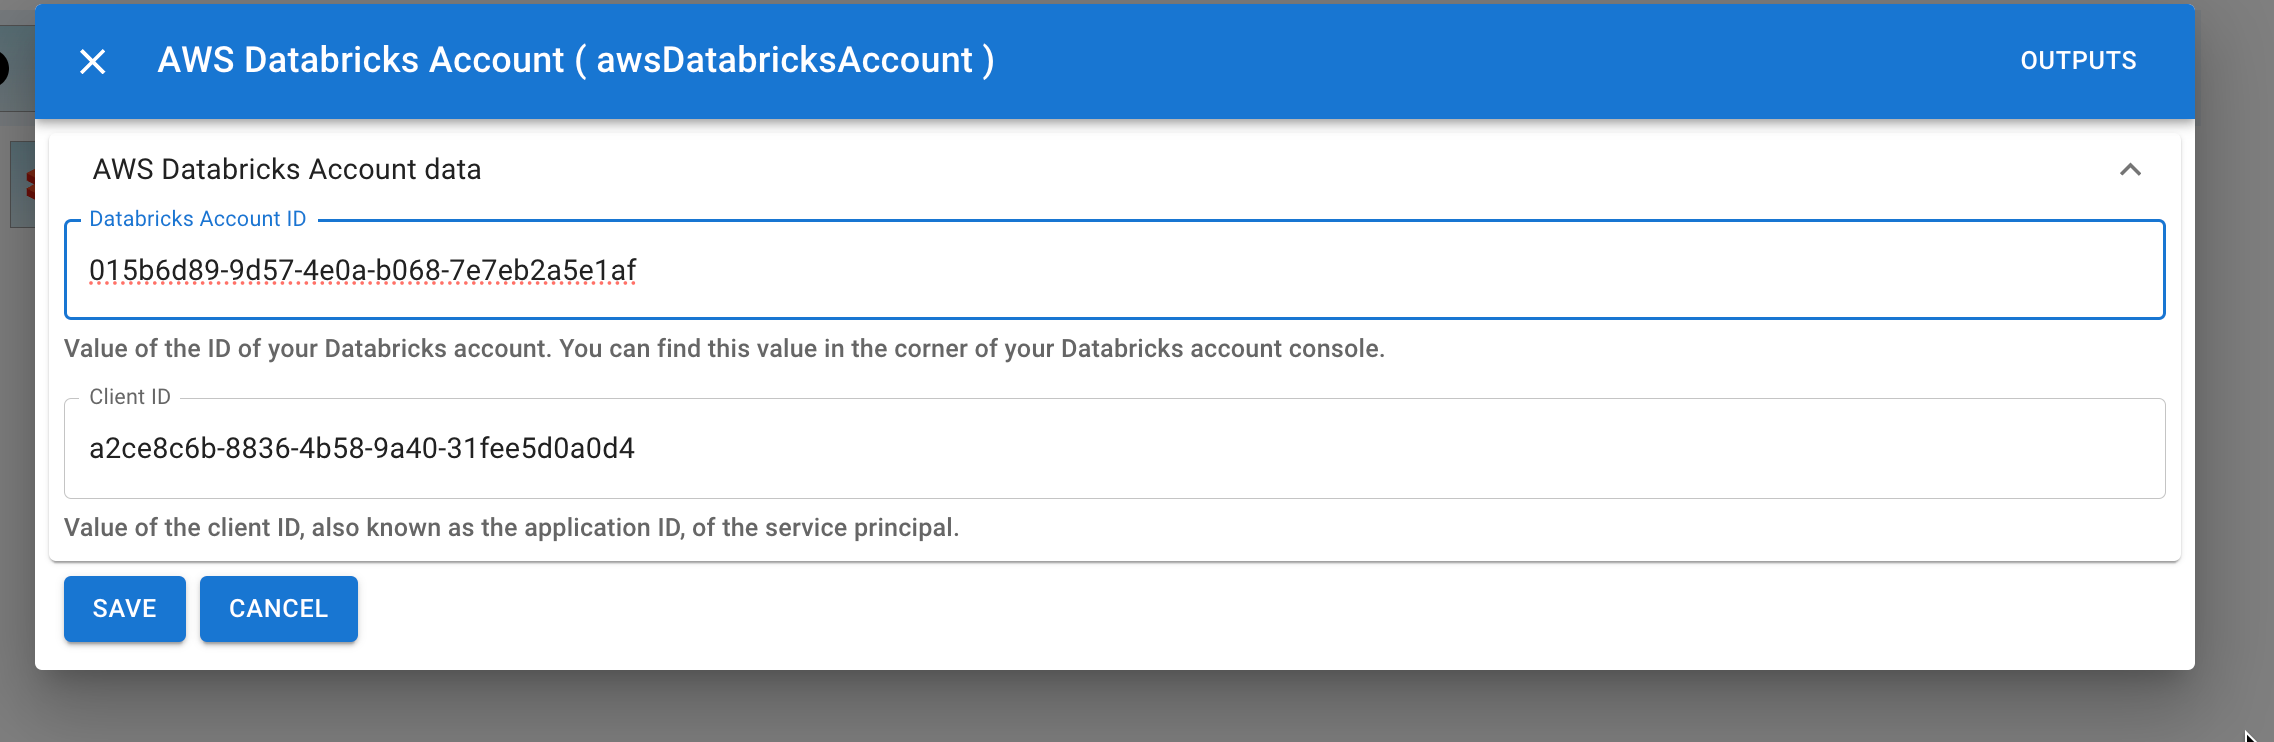 AWS Databricks Account ( awsDatabricksAccount )
OUTPUTS
AWS Databricks Account data
Databricks Account ID
015b6d89-9d57-4e0a-b068-7e7eb2a5e1af
Value of the ID of your Databricks account. You can find this value in the corner of your Databricks account console.
Client ID
a2ce8c6b-8836-4b58-9a40-31fee5d0a0d4
Value of the client ID, also known as the application ID, of the service principal.
SAVE
CANCEL